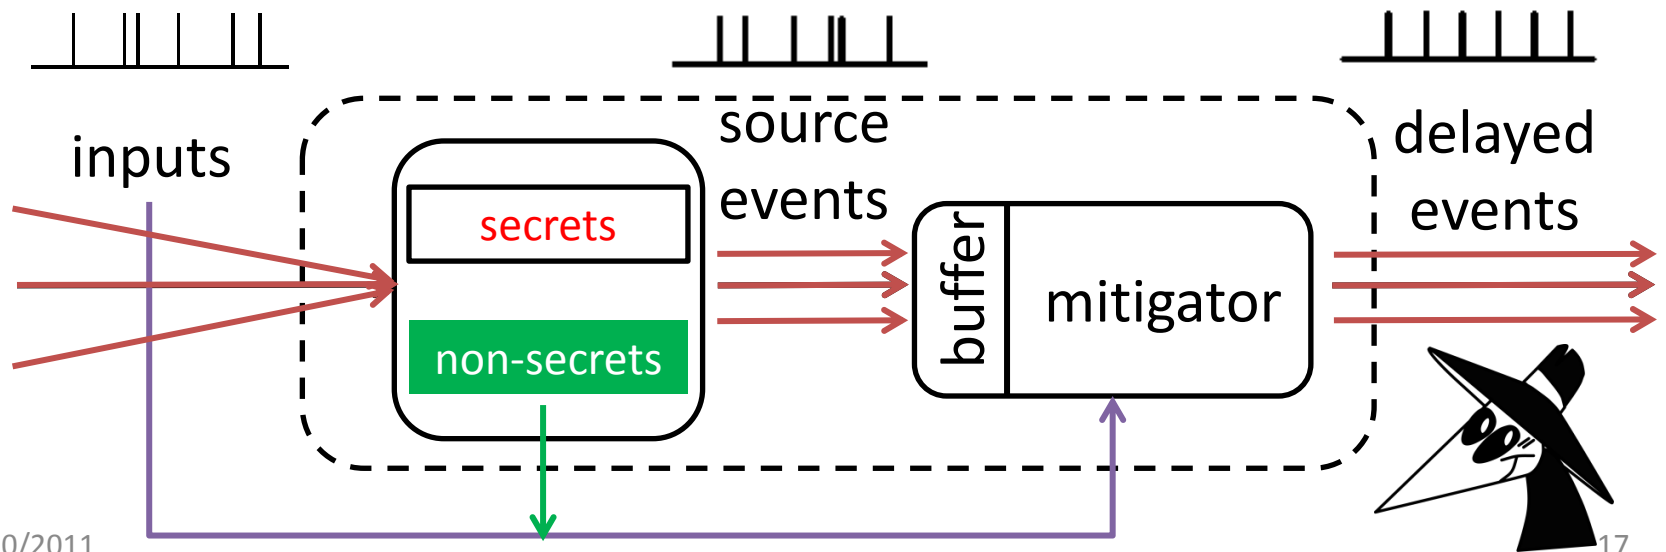 inputs
secrets
non-secrets
source
events
buffer
mitigator
delayed
events
0/2011
17